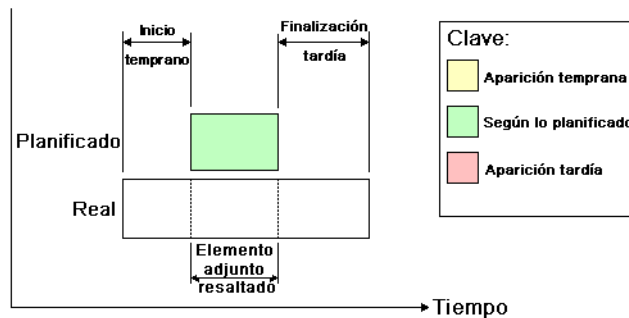 Inicio
temprano
Finalización
tardía
Clave:
Aparición temprana
Según lo planificado
Aparición tardía
Planificado
Real
Elemento
adjunto
resaltado
Tiempo